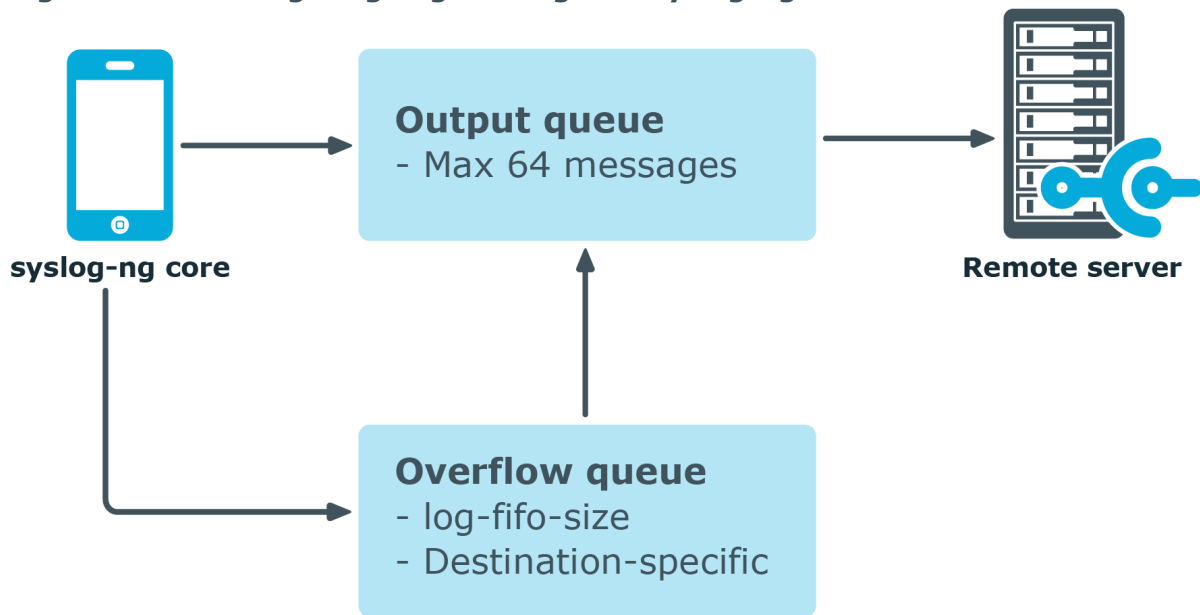 syslog-ng core
Output queue
- Max 64 messages
Remote server
Overflow queue
- log-fifo-size
- Destination-specific